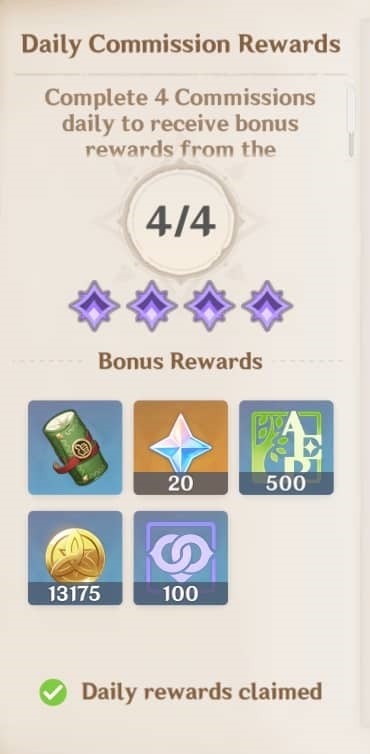 Daily Commission Rewards
Complete 4 Commissions
daily to receive bonus
rewards from the
4/4
Bonus Rewards
20
500
13175
100
Daily rewards claimed